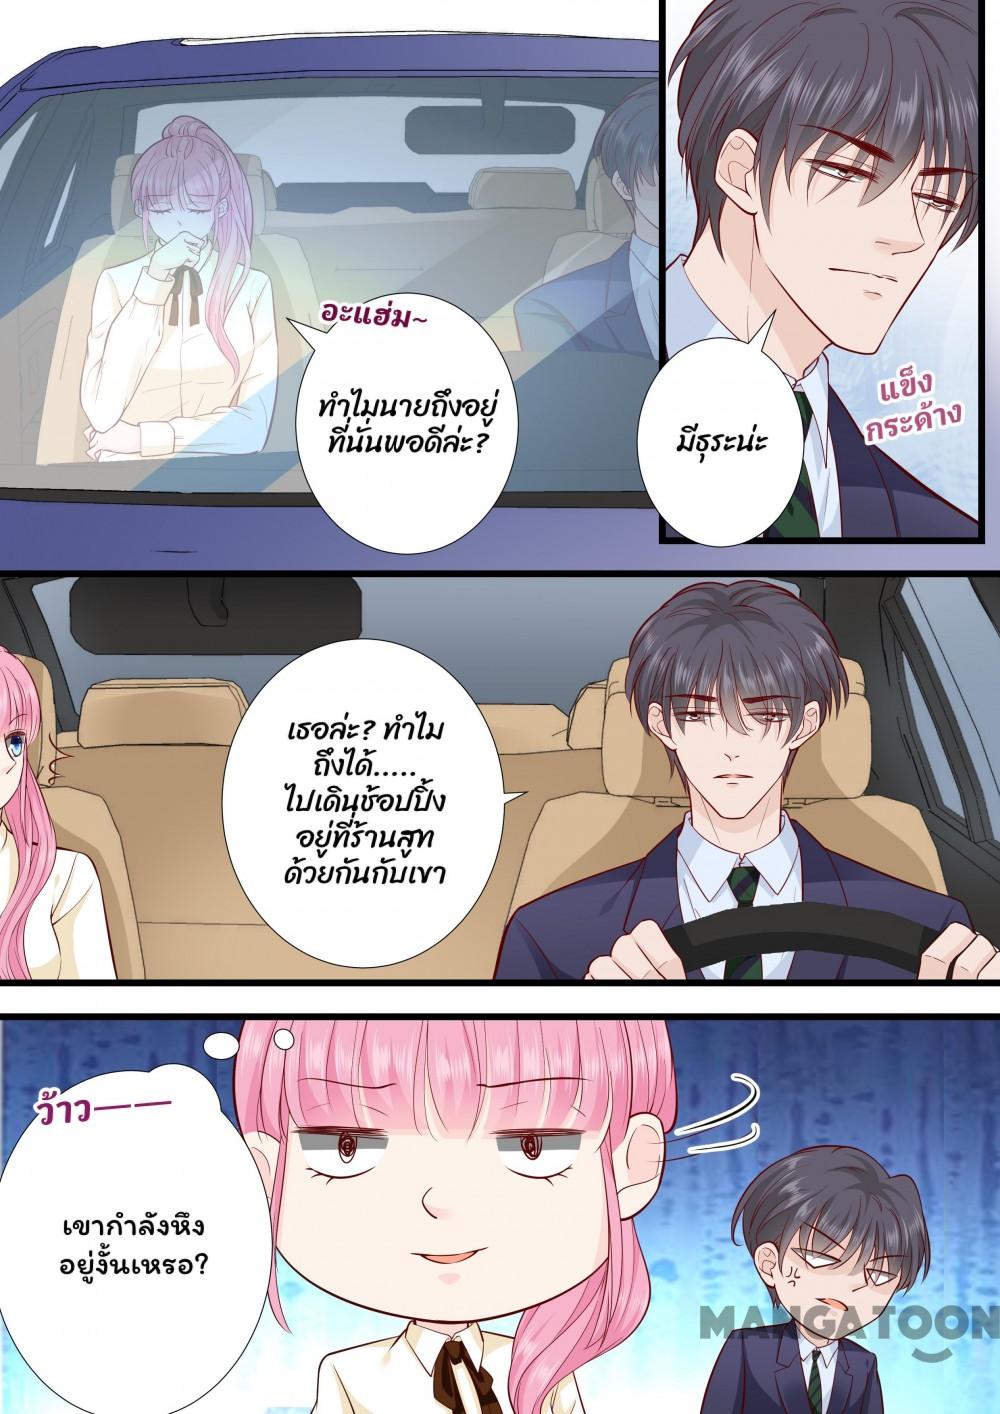 อะแฮ่ม~
ทำไมนายถึงอยู่
ที่นั่นพอดีล่ะ?
มีธุระน่ะ
แข็ง
กระด้าง
เธอล่ะ? ทำไม
ถึงได้.....
ไปเดินช้อปปิ้ง
อยู่ที่ร้านสูท
ด้วยกันกับเขา
ว้าว——
เขากำลังหึง
อยู่งั้นเหรอ?
MANGATOON